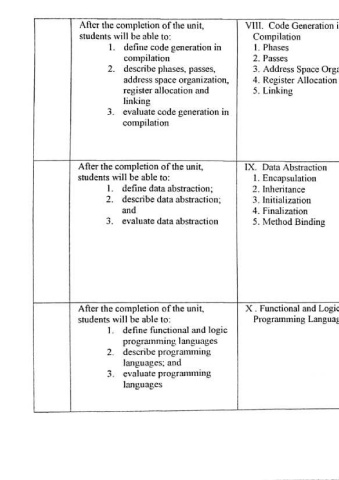 After the completion of the unit,
students will be able to:
1. define code generation in
compilation
2. describe phases, passes,
address space organization,
register allocation and
linking
3. evaluate code generation in
compilation
VIII. Code Generation i
Compilation
1. Phases
2. Passes
3. Address Space Orga
4. Register Allocation
5. Linking
After the completion of the unit,
students will be able to:
1. define data abstraction;
2. describe data abstraction;
and
3. evaluate data abstraction
IX. Data Abstraction
1. Encapsulation
2. Inheritance
3. Initialization
4. Finalization
5. Method Binding
After the completion of the unit,
students will be able to:
1. define functional and logic
programming languages
2. describe programming
languages; and
3. evaluate programming
languages
X . Functional and Logic
Programming Languag